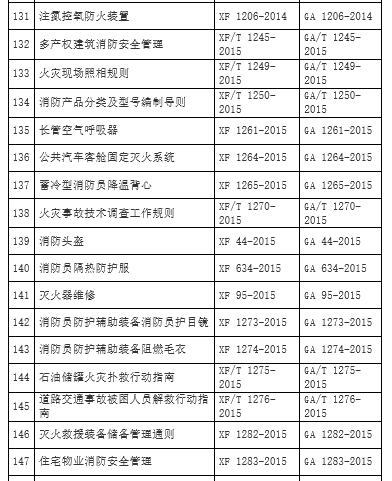 131 注氮控氧防火装置 XF 1206-2014 GA 1206-2014
132 多产权建筑消防安全管理 XF/T 1245-2015 GA/T 1245-2015
133 火灾现场照相规则 XF/T 1249-2015 GA/T 1249-2015
134 消防产品分类及型号编制导则 XF/T 1250-2015 GA/T 1250-2015
135 长管空气呼吸器 XF 1261-2015 GA 1261-2015
136 公共汽车客舱固定灭火系统 XF 1264-2015 GA 1264-2015
137 蓄冷型消防员降温背心 XF 1265-2015 GA 1265-2015
138 火灾事故技术调查工作规则 XF/T 1270-2015 GA/T 1270-2015
139 消防头盔 XF 44-2015 GA 44-2015
140 消防员隔热防护服 XF 634-2015 GA 634-2015
141 灭火器维修 XF 95-2015 GA 95-2015
142 消防员防护辅助装备消防员护目镜 XF 1273-2015 GA 1273-2015
143 消防员防护辅助装备阻燃毛衣 XF 1274-2015 GA 1274-2015
144 石油储罐火灾扑救行动指南 XF/T 1275-2015 GA/T 1275-2015
145 道路交通事故被困人员解救行动指南 XF/T 1276-2015 GA/T 1276-2015
146 灭火救援装备储备管理通则 XF 1282-2015 GA 1282-2015
147 住宅物业消防安全管理 XF 1283-2015 GA 1283-2015